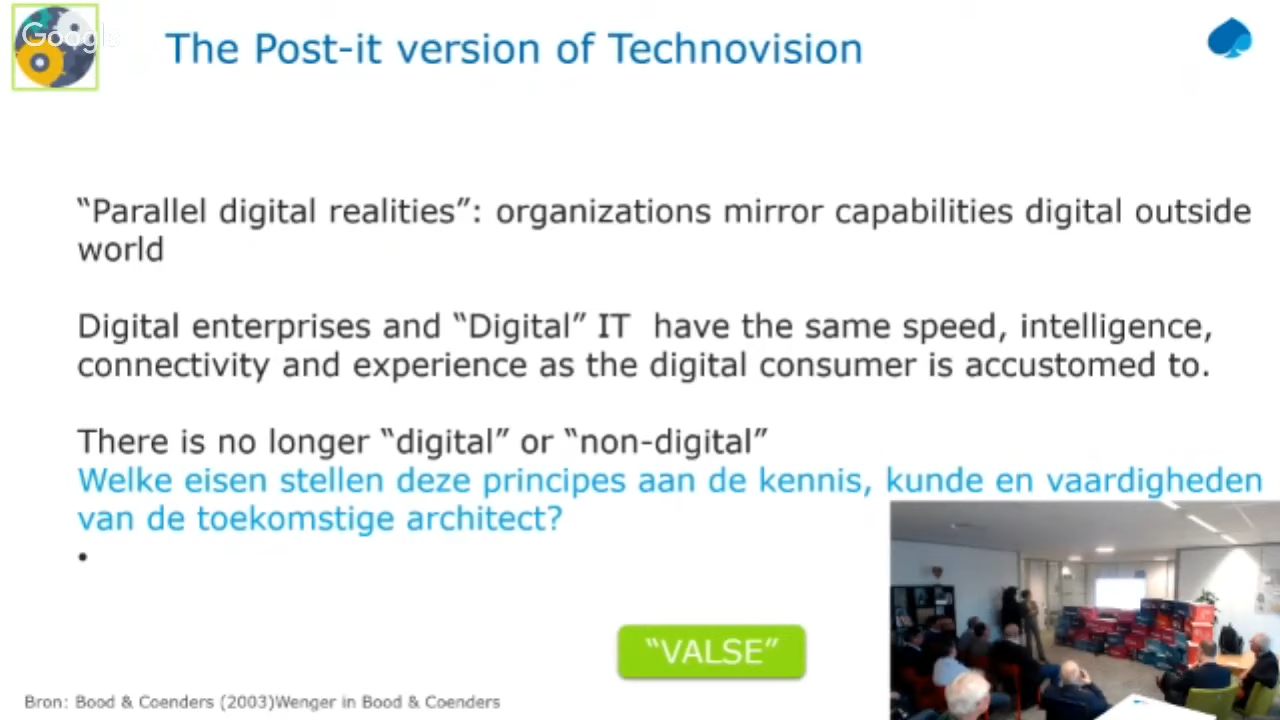 Google
The Post-it version of Technovision
“Parallel digital realities”: organizations mirror capabilities digital outside
world
Digital enterprises and “Digital” IT have the same speed, intelligence,
connectivity and experience as the digital consumer is accustomed to.
There is no longer “digital” or “non-digital”
Welke eisen stellen deze principes aan de kennis, kunde en vaardigheden
van de toekomstige architect?
•
“VALSE”
Bron: Bood & Coenders (2003)Wenger in Bood & Coenders